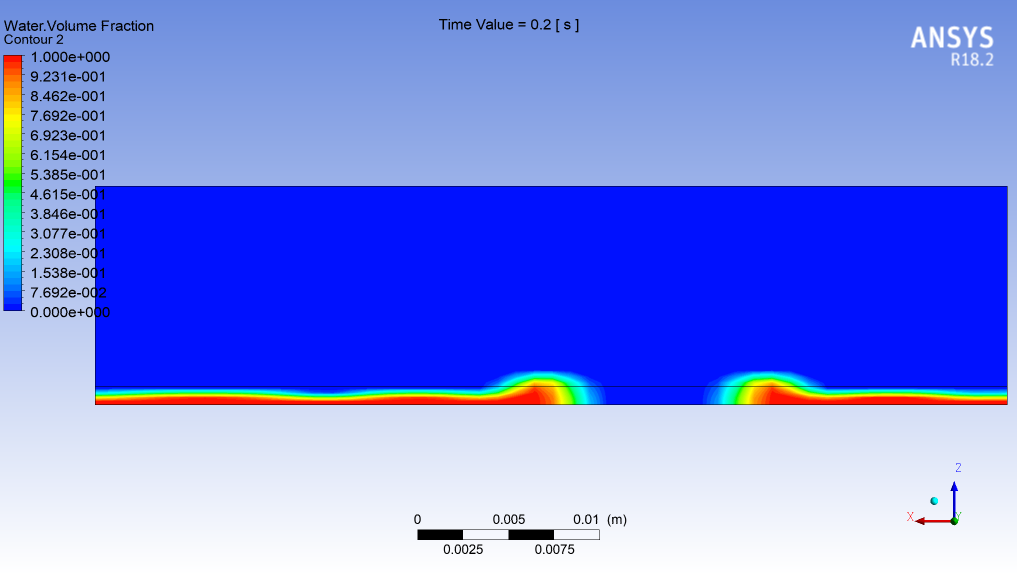 Water.Volume Fraction
Contour 2
Time Value = 0.2 [ s ]
ANSYS
R18.2
1.000e+000
9.231e-001
8.462e-001
7.692e-001
6.923e-001
6.154e-001
5.385e-001
4.615e-001
3.846e-001
3.077e-001
2.308e-001
1.538e-001
7.692e-002
0.000e+000
Z
X
Y
0 0.005 0.01 (m)
0.0025 0.0075